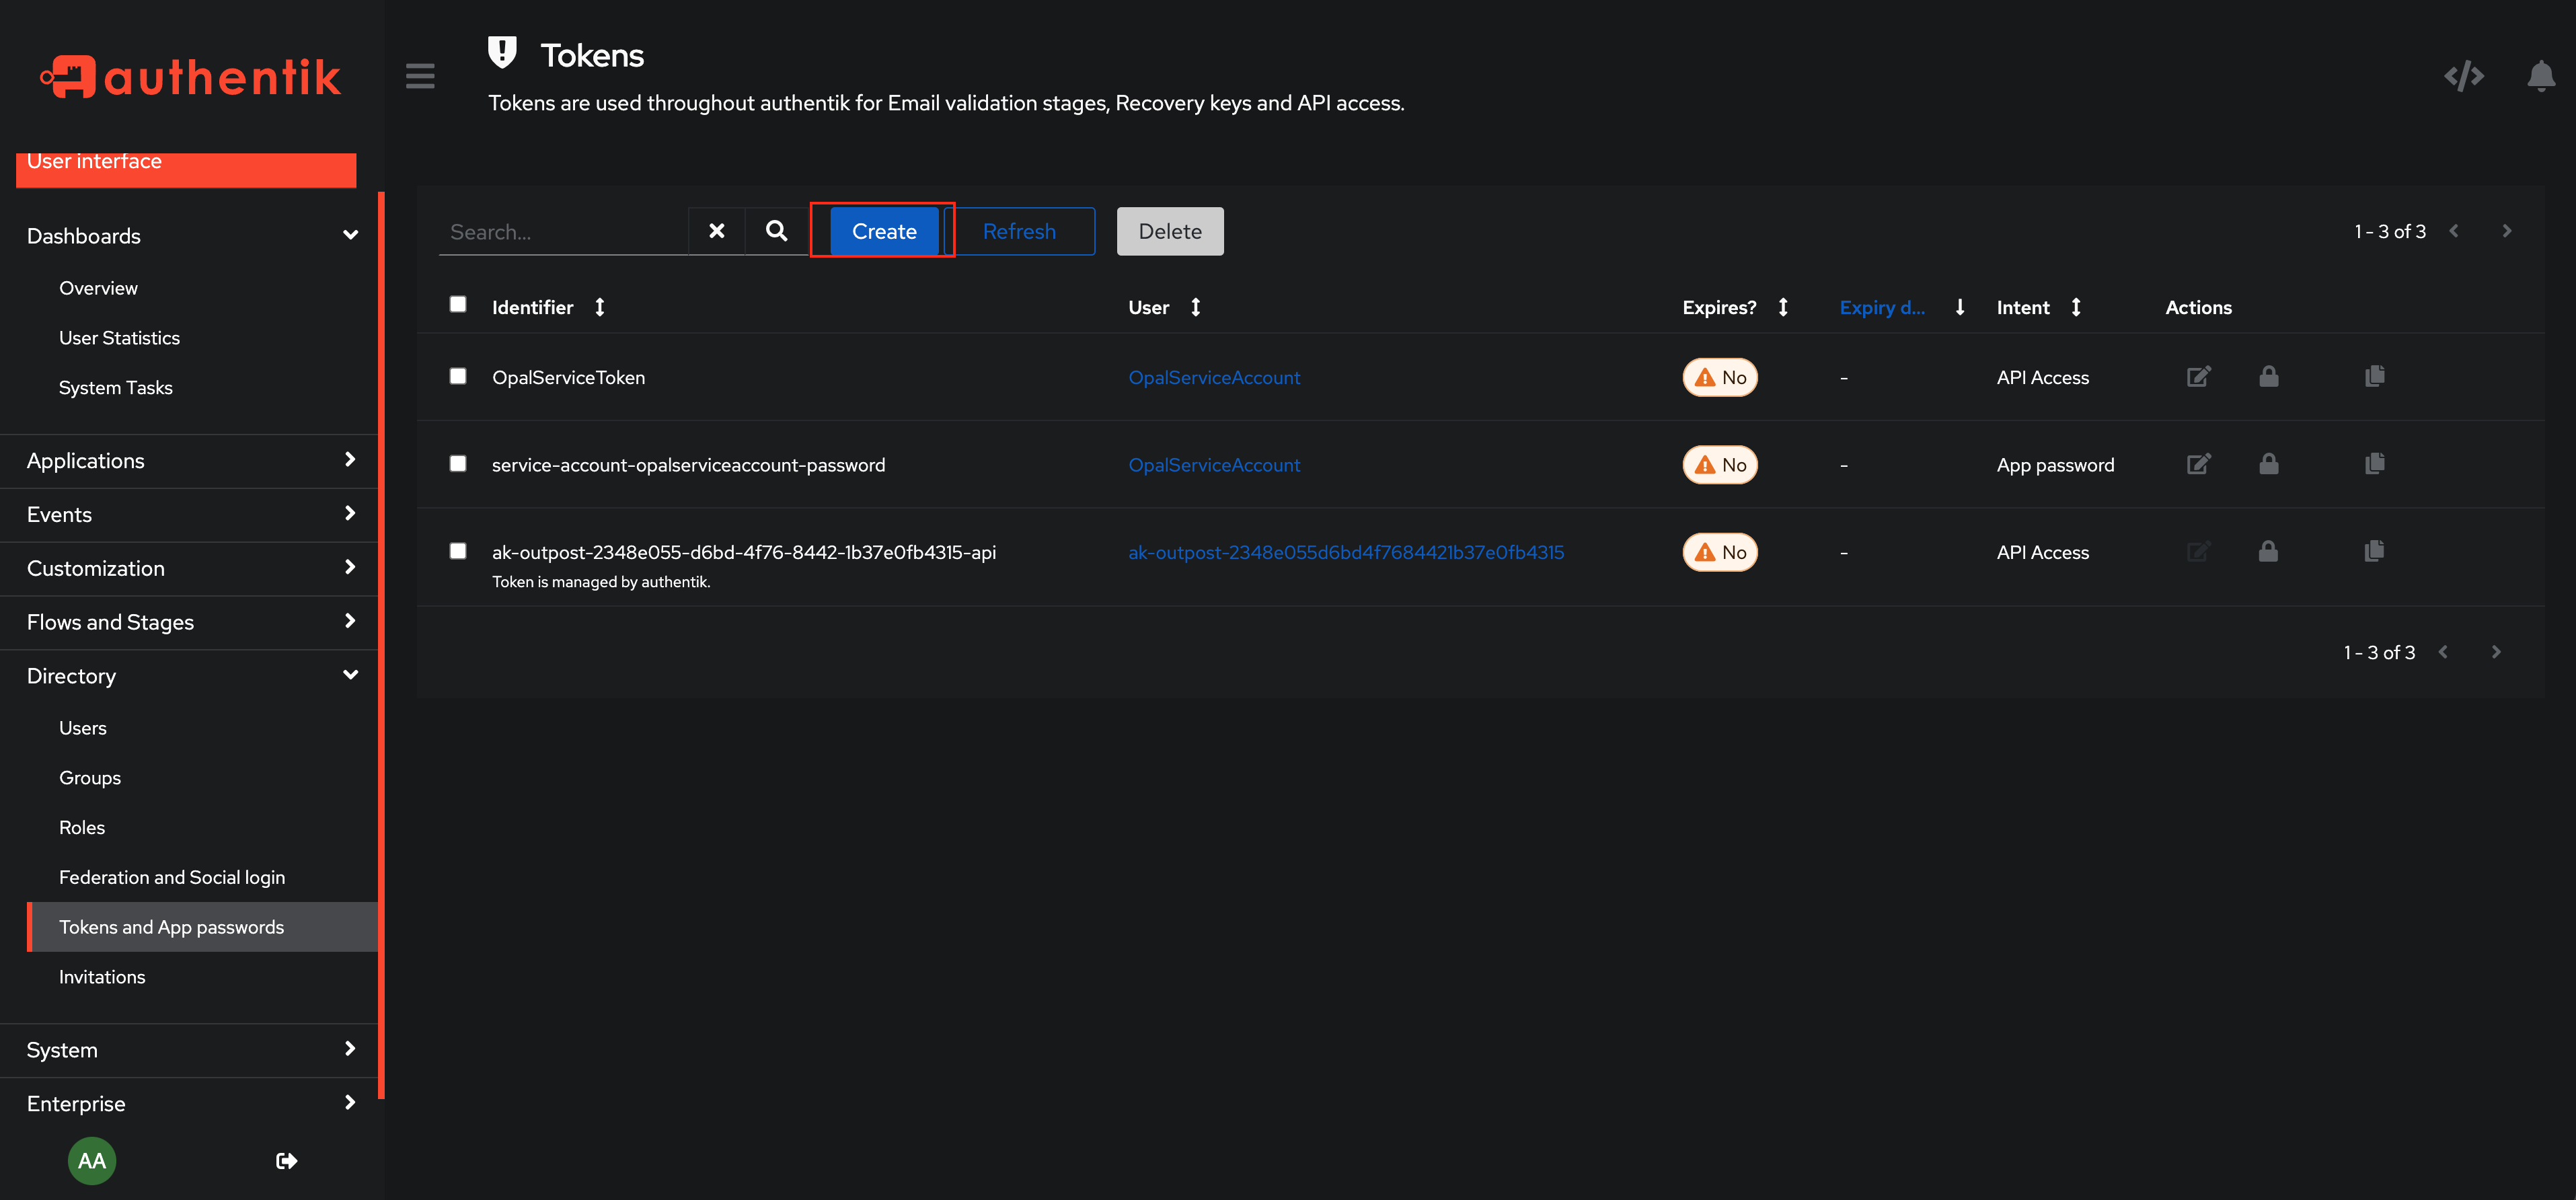 authentik
User interface
Dashboards
Overview
User Statistics
System Tasks
Applications
Events
Customization
Flows and Stages
Directory
Users
Groups
Roles
Federation and Social login
Tokens and App passwords
Invitations
System
Enterprise
AA
Tokens
Tokens are used throughout authentik for Email validation stages, Recovery keys and API access.
Search... Create Refresh Delete 1 - 3 of 3
Identifier User Expires? Expiry d... Intent Actions
OpalServiceToken OpalServiceAccount No - API Access
service-account-opalserviceaccount-password OpalServiceAccount No - App password
ak-outpost-2348e055-d6bd-4f76-8442-1b37e0fb4315-api ak-outpost-2348e055d6bd4f7684421b37e0fb4315 No - API Access
Token is managed by authentik.
1 - 3 of 3